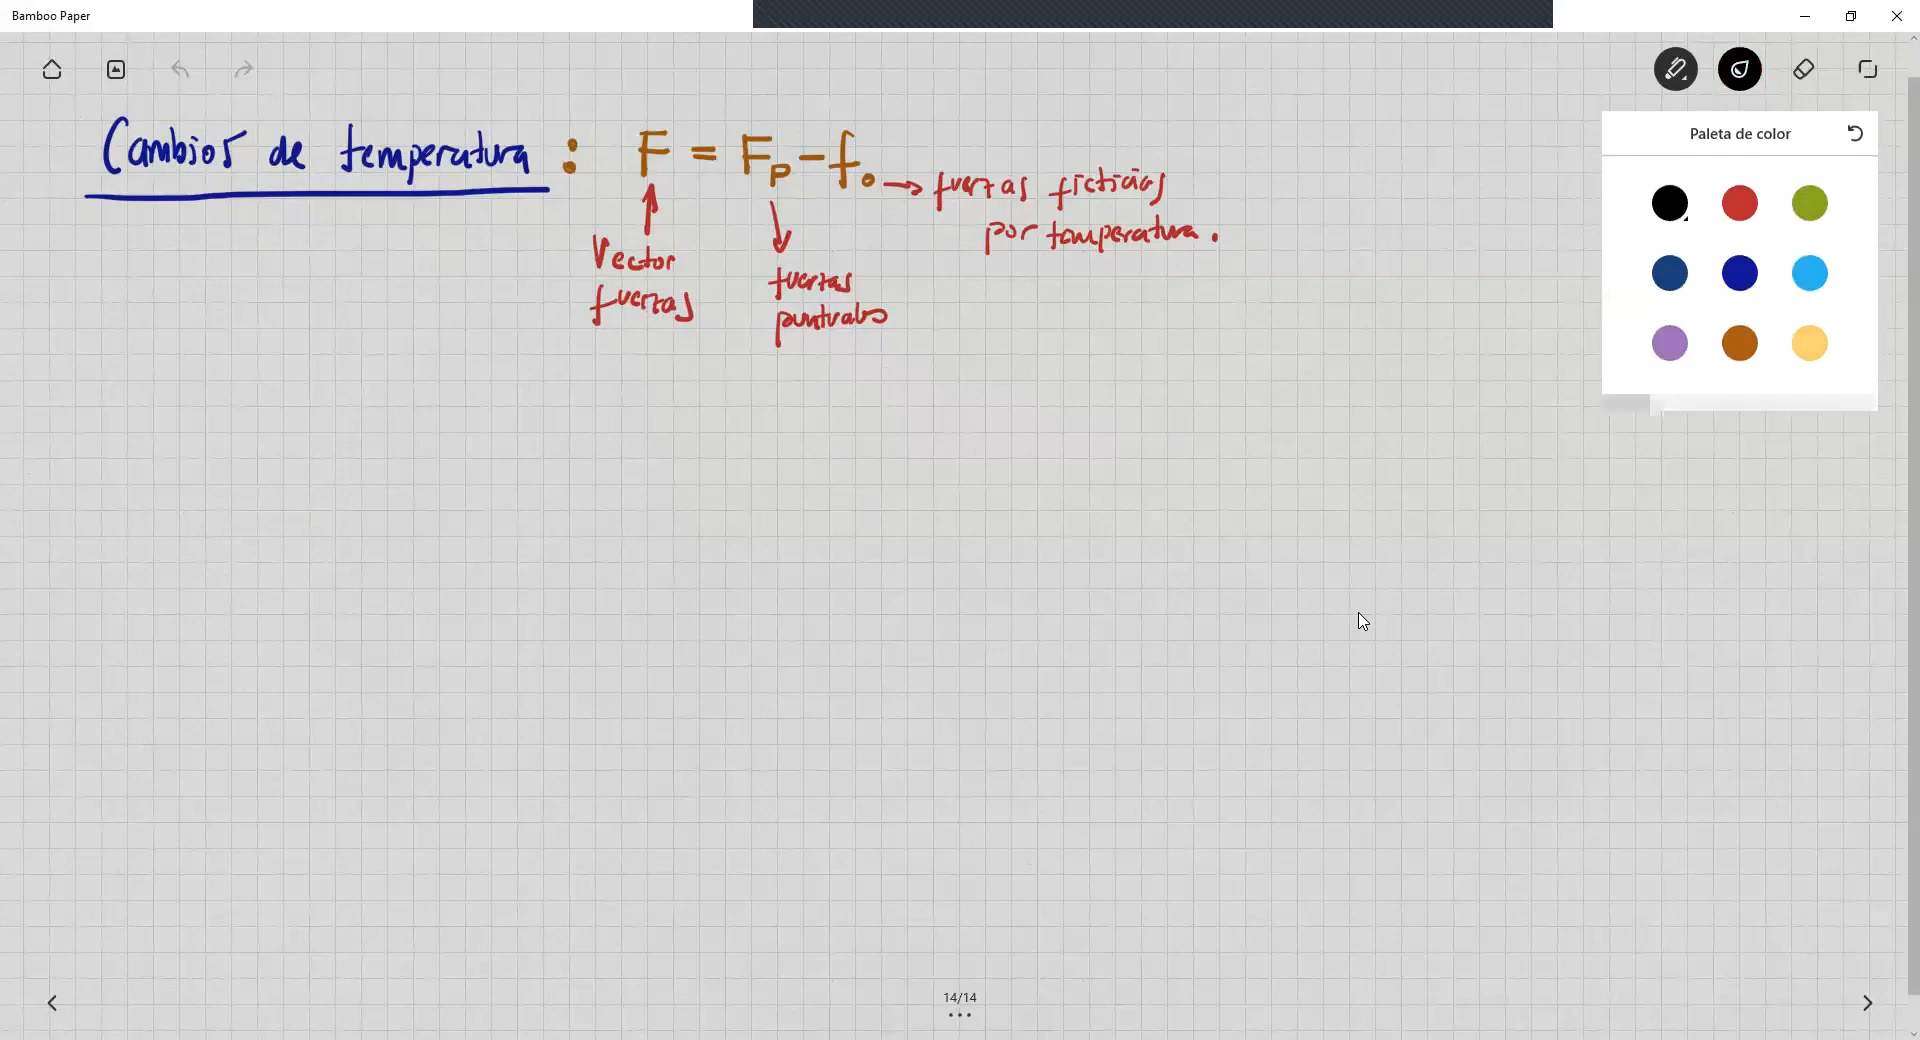 Bamboo Paper
Cambios de temperatura : F = Fp - fo → fuerzas ficticias
por temperatura.
Vector
fuerzas
fuerzas
puntuales
Paleta de color
14/14